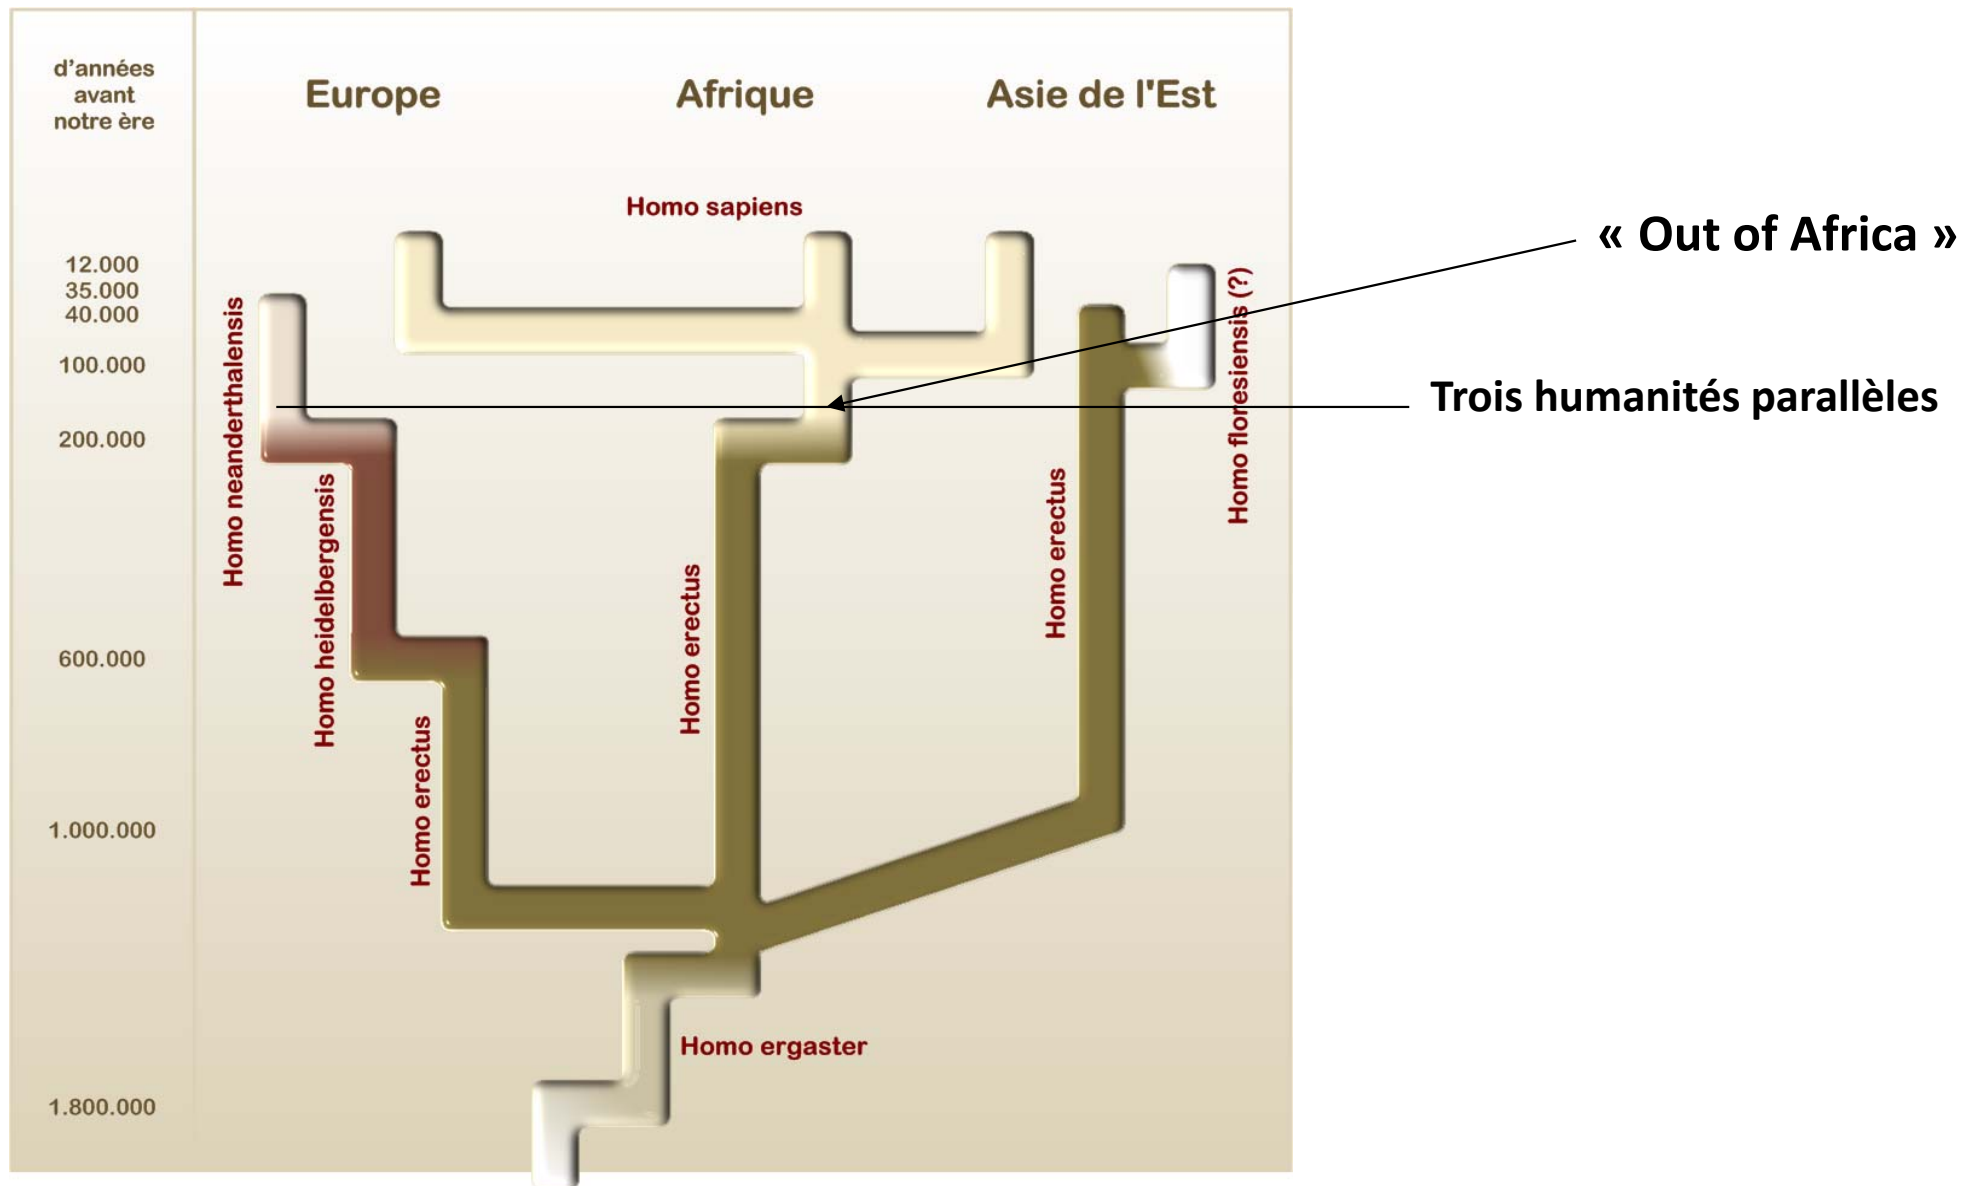 d'années
avant
notre ère
Europe
Afrique
Asie de l'Est
Homo sapiens
« Out of Africa »
12.000
35.000
40.000
100.000
Trois humanités parallèles
200.000
600.000
1.000.000
1.800.000
Homo neanderthalensis
Homo heidelbergensis
Homo erectus
Homo erectus
Homo erectus
Homo floresiensis (?)
Homo ergaster